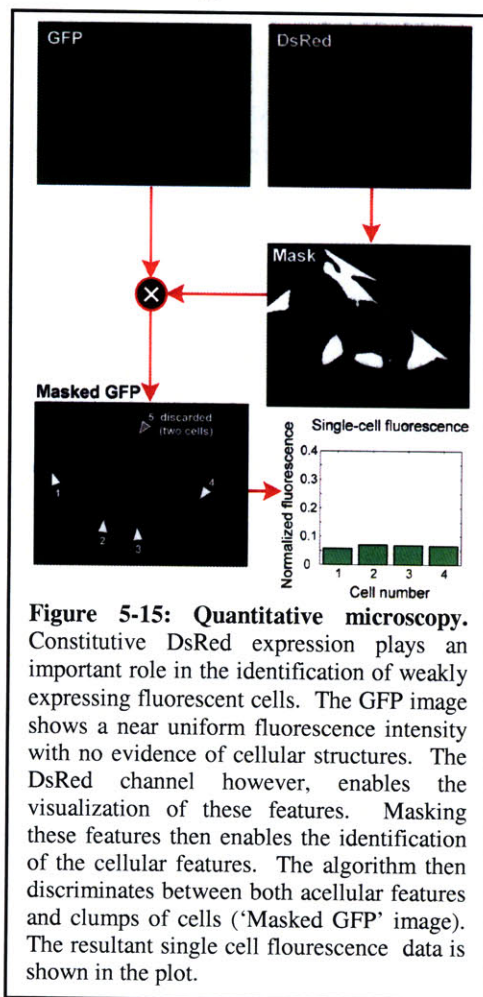 GFP
DsRed
Mask
Masked GFP
5 discarded
(two cells)
1
2
3
4
Single-cell fluorescence
Normalized fluorescence
0.4
0.3
0.2
0.1
0
1 2 3 4
Cell number
Figure 5-15: Quantitative microscopy.
Constitutive DsRed expression plays an
important role in the identification of weakly
expressing fluorescent cells. The GFP image
shows a near uniform fluorescence intensity
with no evidence of cellular structures. The
DsRed channel however, enables the
visualization of these features. Masking
these features then enables the identification
of the cellular features. The algorithm then
discriminates between both acellular features
and clumps of cells ('Masked GFP' image).
The resultant single cell flourescence data is
shown in the plot.